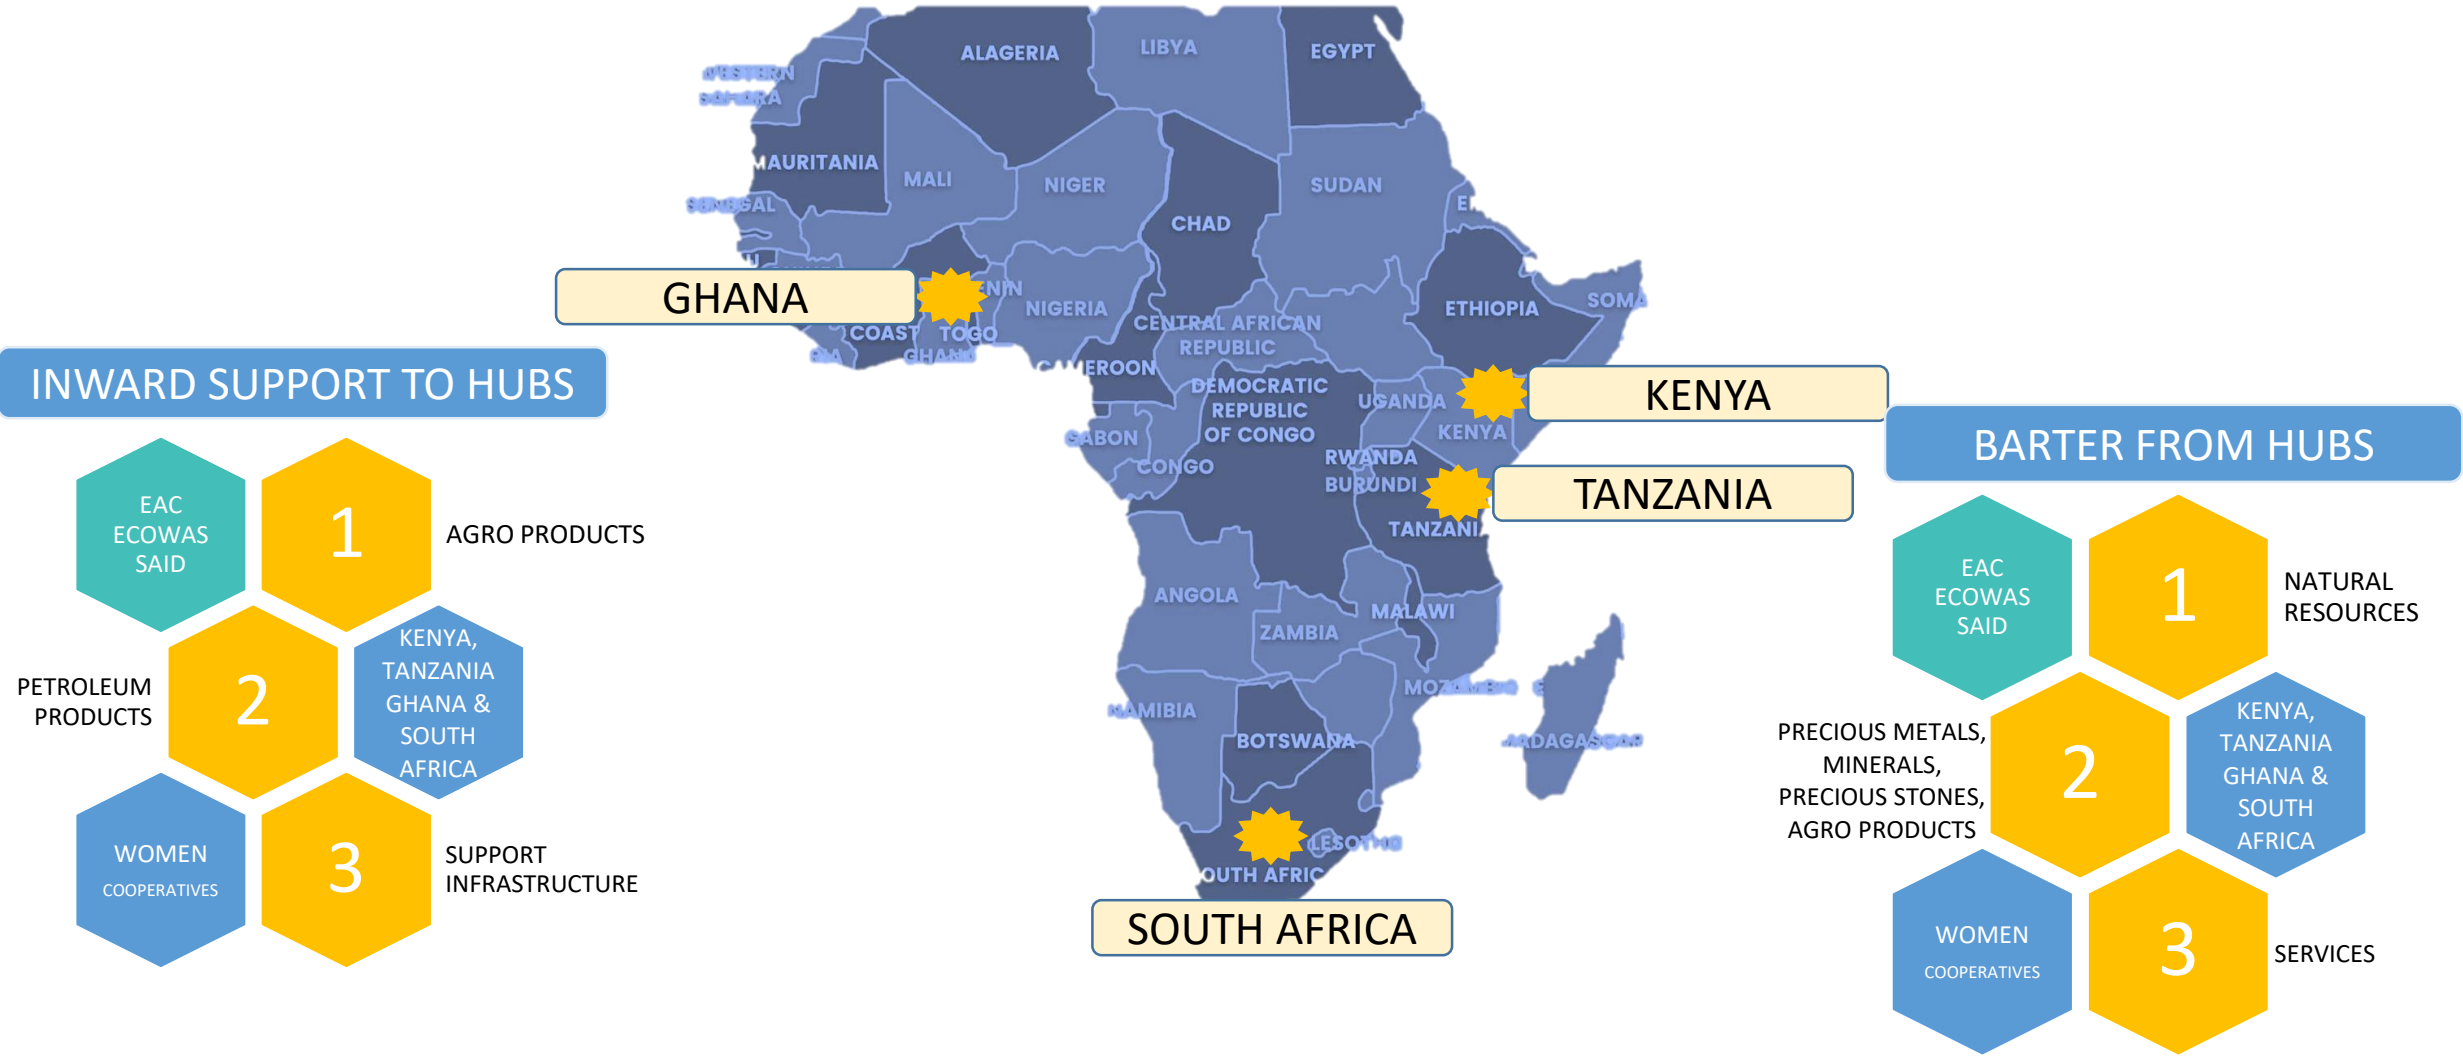 ALAGERIA
LIBYA
EGYPT
MALI
NIGER
SUDAN
CHAD
GHANA
NIGERIA
ETHIOPIA
COAST
TOGO
GHANA
CENTRAL AFRICAN
REPUBLIC
DEMOCRATIC
REPUBLIC
OF CONGO
UGANDA
KENYA
KENYA
RWANDA
BURUNDI
CONGO
TANZANIA
TANZANI
ANGOLA
ZAMBIA
MALAWI
BOTSWANA
SOUTH AFRICA
INWARD SUPPORT TO HUBS
EAC
ECOWAS
SAID
1
AGRO PRODUCTS
PETROLEUM
PRODUCTS
2
KENYA,
TANZANIA
GHANA &
SOUTH
AFRICA
WOMEN
COOPERATIVES
3
SUPPORT
INFRASTRUCTURE
BARTER FROM HUBS
EAC
ECOWAS
SAID
1
NATURAL
RESOURCES
PRECIOUS METALS,
MINERALS,
PRECIOUS STONES,
AGRO PRODUCTS
2
KENYA,
TANZANIA
GHANA &
SOUTH
AFRICA
WOMEN
COOPERATIVES
3
SERVICES